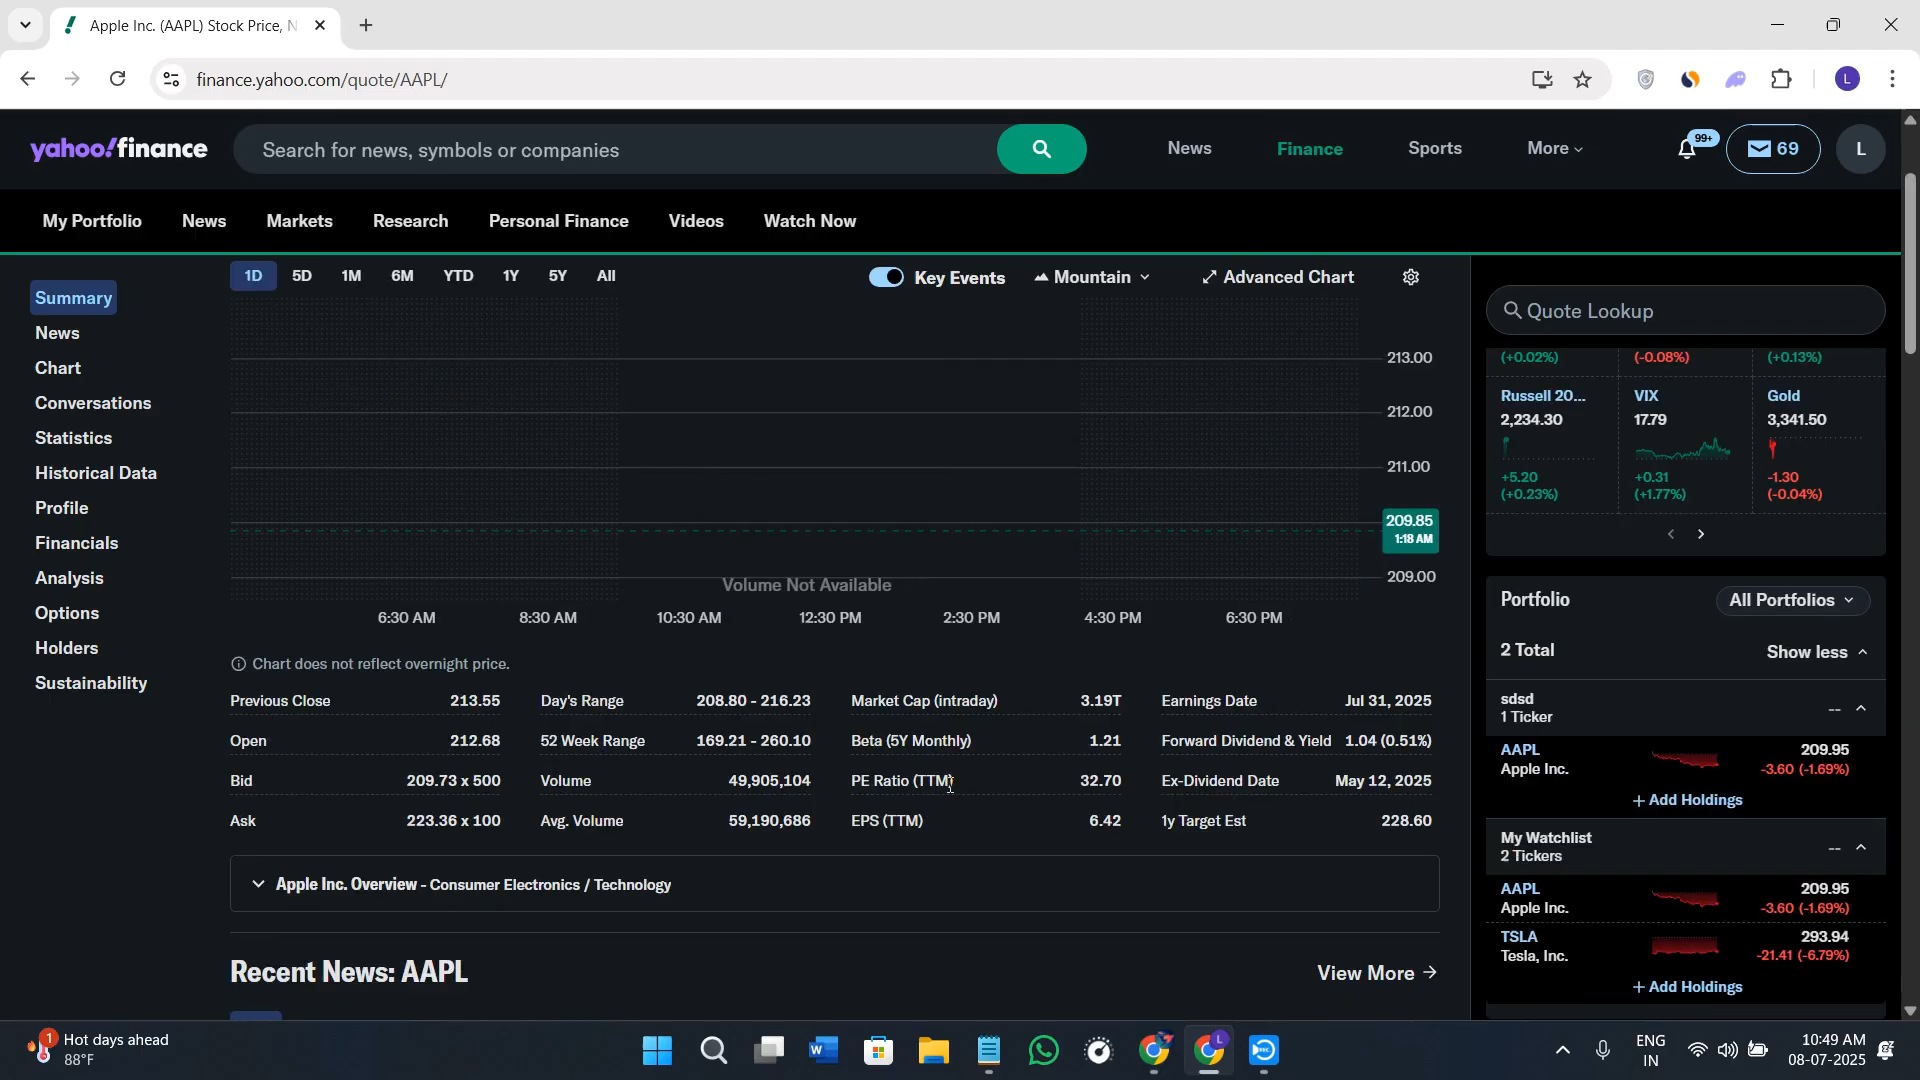 Apple Inc. (AAPL) Stock Price, N
finance.yahoo.com/quote/AAPL/
L
yahoo!finance
Search for news, symbols or companies
News
Finance
Sports
More
99+
69
L
My Portfolio
News
Markets
Research
Personal Finance
Videos
Watch Now
Summary
News
Chart
Conversations
Statistics
Historical Data
Profile
Financials
Analysis
Options
Holders
Sustainability
1D 5D 1M 6M YTD 1Y 5Y All
Key Events
Mountain
Advanced Chart
213.00
212.00
211.00
209.85
1:18 AM
209.00
Volume Not Available
6:30 AM 8:30 AM 10:30 AM 12:30 PM 2:30 PM 4:30 PM 6:30 PM
Chart does not reflect overnight price.
Previous Close 213.55 Day's Range 208.80 - 216.23 Market Cap (intraday) 3.19T Earnings Date Jul 31, 2025
Open 212.68 52 Week Range 169.21 - 260.10 Beta (5Y Monthly) 1.21 Forward Dividend & Yield 1.04 (0.51%)
Bid 209.73 x 500 Volume 49,905,104 PE Ratio (TTM) 32.70 Ex-Dividend Date May 12, 2025
Ask 223.36 x 100 Avg. Volume 59,190,686 EPS (TTM) 6.42 1y Target Est 228.60
Apple Inc. Overview - Consumer Electronics / Technology
Recent News: AAPL
View More
Quote Lookup
(+0.02%) (-0.08%) (+0.13%)
Russell 20... VIX Gold
2,234.30 17.79 3,341.50
+5.20 +0.31 -1.30
(+0.23%) (+1.77%) (-0.04%)
Portfolio
All Portfolios
2 Total
Show less
sdsd
1 Ticker
--
AAPL 209.95
Apple Inc. -3.60 (-1.69%)
+ Add Holdings
My Watchlist
2 Tickers
--
AAPL 209.95
Apple Inc. -3.60 (-1.69%)
TSLA 293.94
Tesla, Inc. -21.41 (-6.79%)
+ Add Holdings
1
Hot days ahead
88°F
W
L
ENG
IN
10:49 AM
08-07-2025